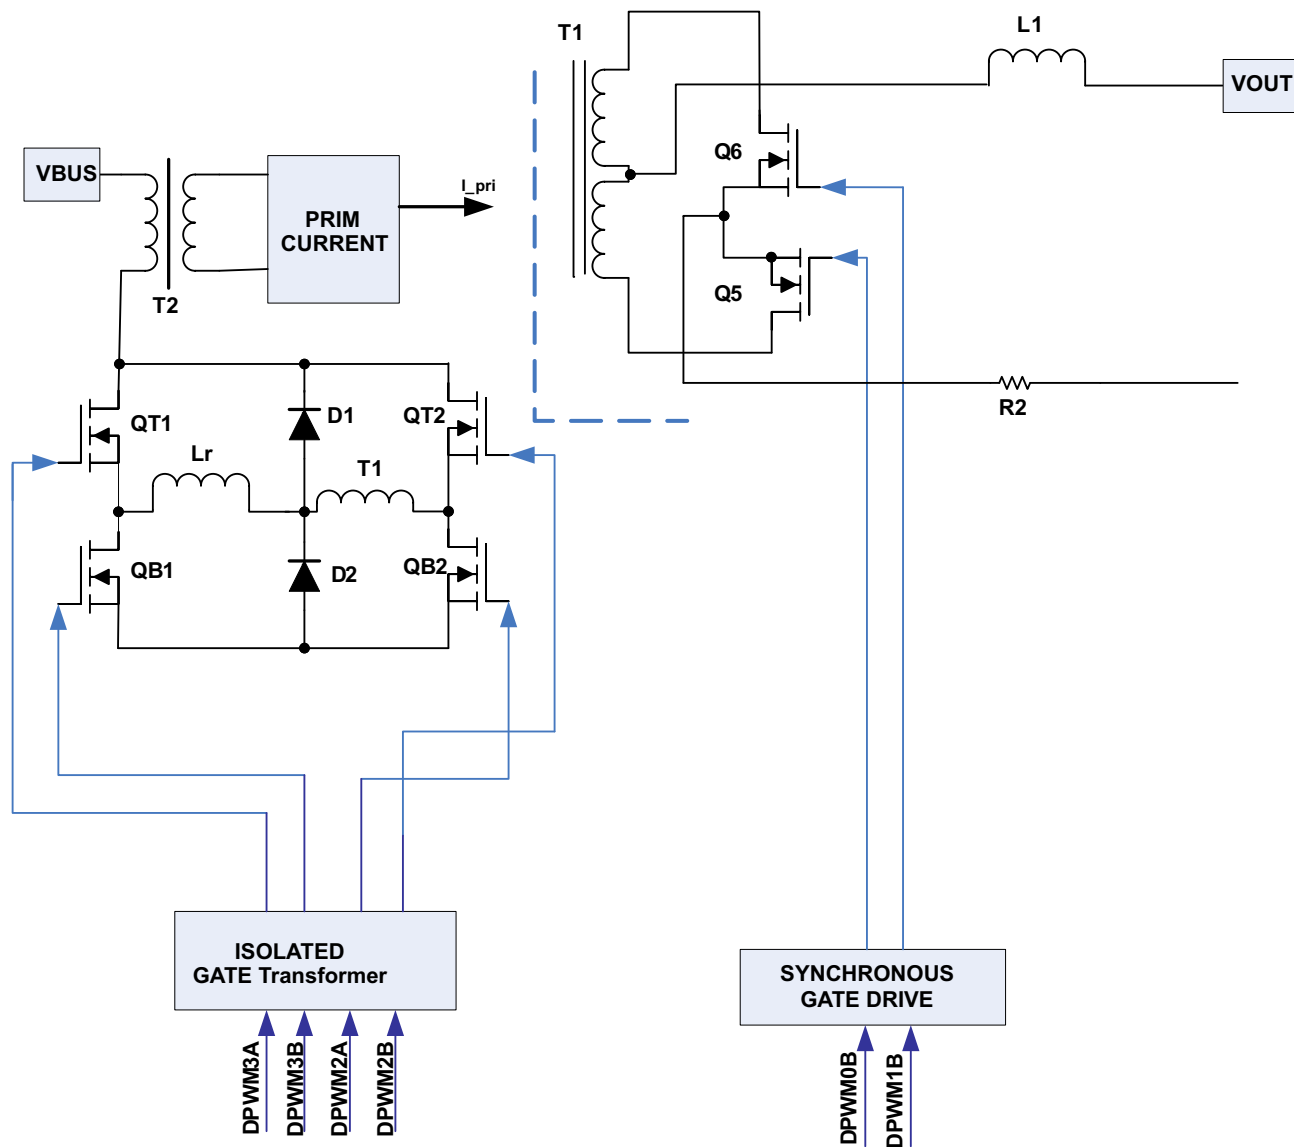 T1
L1
VOUT
VBUS
Q6
PRIM
CURRENT
I_pri
Q5
T2
R2
QT1
D1
QT2
Lr
T1
QB1
D2
QB2
ISOLATED
GATE Transformer
SYNCHRONOUS
GATE DRIVE
DPWM3A
DPWM3B
DPWM2A
DPWM2B
DPWM0B
DPWM1B